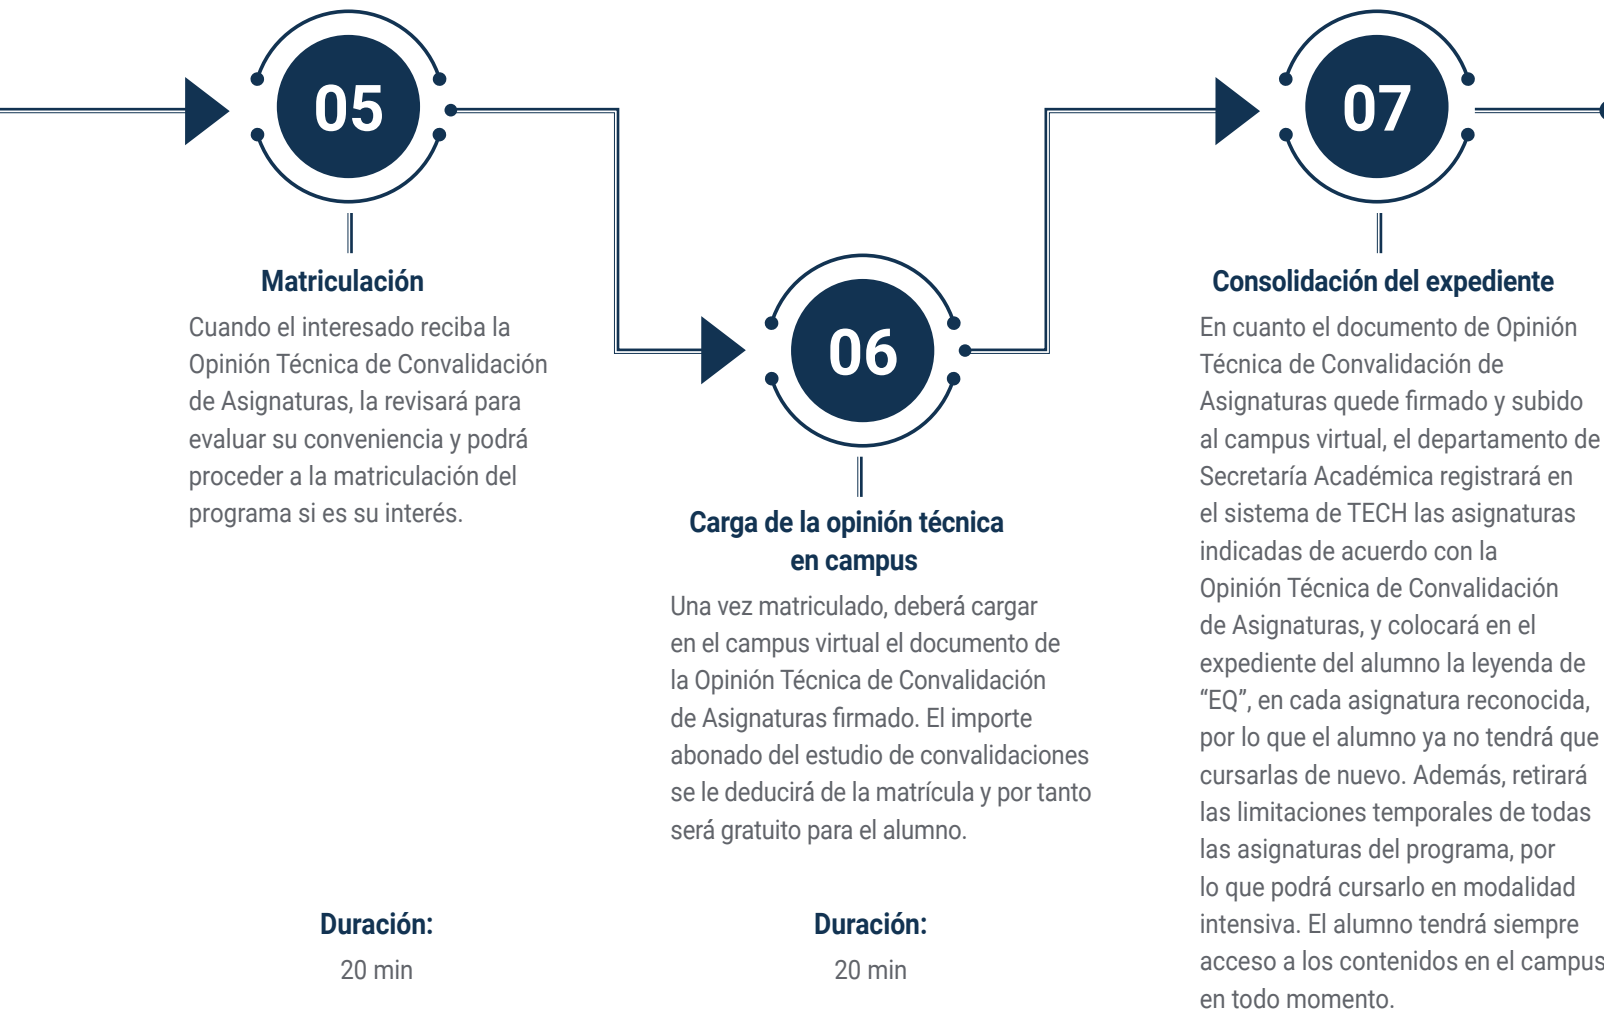 05
Matriculación
Cuando el interesado reciba la
Opinión Técnica de Convalidación
de Asignaturas, la revisará para
evaluar su conveniencia y podrá
proceder a la matriculación del
programa si es su interés.
Duración:
20 min
06
Carga de la opinión técnica
en campus
Una vez matriculado, deberá cargar
en el campus virtual el documento de
la Opinión Técnica de Convalidación
de Asignaturas firmado. El importe
abonado del estudio de convalidaciones
se le deducirá de la matrícula y por tanto
será gratuito para el alumno.
Duración:
20 min
07
Consolidación del expediente
En cuanto el documento de Opinión
Técnica de Convalidación de
Asignaturas quede firmado y subido
al campus virtual, el departamento de
Secretaría Académica registrará en
el sistema de TECH las asignaturas
indicadas de acuerdo con la
Opinión Técnica de Convalidación
de Asignaturas, y colocará en el
expediente del alumno la leyenda de
“EQ”, en cada asignatura reconocida,
por lo que el alumno ya no tendrá que
cursarlas de nuevo. Además, retirará
las limitaciones temporales de todas
las asignaturas del programa, por
lo que podrá cursarlo en modalidad
intensiva. El alumno tendrá siempre
acceso a los contenidos en el campus
en todo momento.